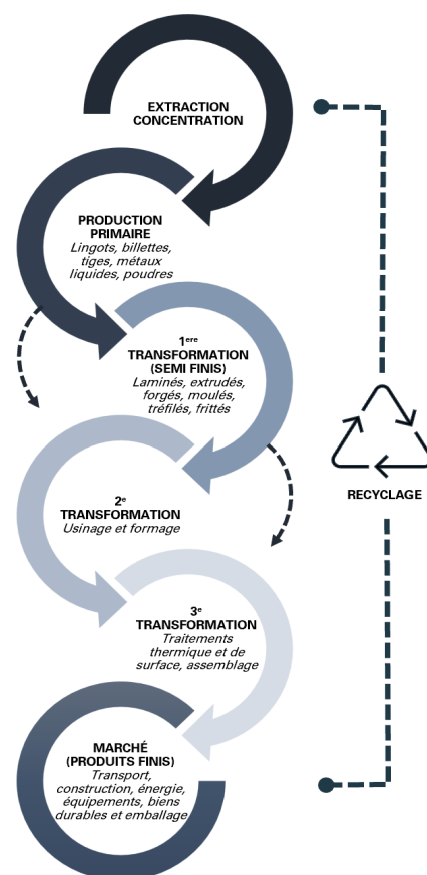 EXTRACTION
CONCENTRATION
PRODUCTION
PRIMAIRE
Lingots, billettes,
tiges, métaux
liquides, poudres
1ere
TRANSFORMATION
(SEMI FINIS)
Laminés, extrudés,
forgés, moulés,
tréfilés, frittés
RECYCLAGE
2e
TRANSFORMATION
Usinage et formage
3e
TRANSFORMATION
Traitements
thermique et de
surface, assemblage
MARCHÉ
(PRODUITS FINIS)
Transport,
construction, énergie,
équipements, biens
durables et emballage